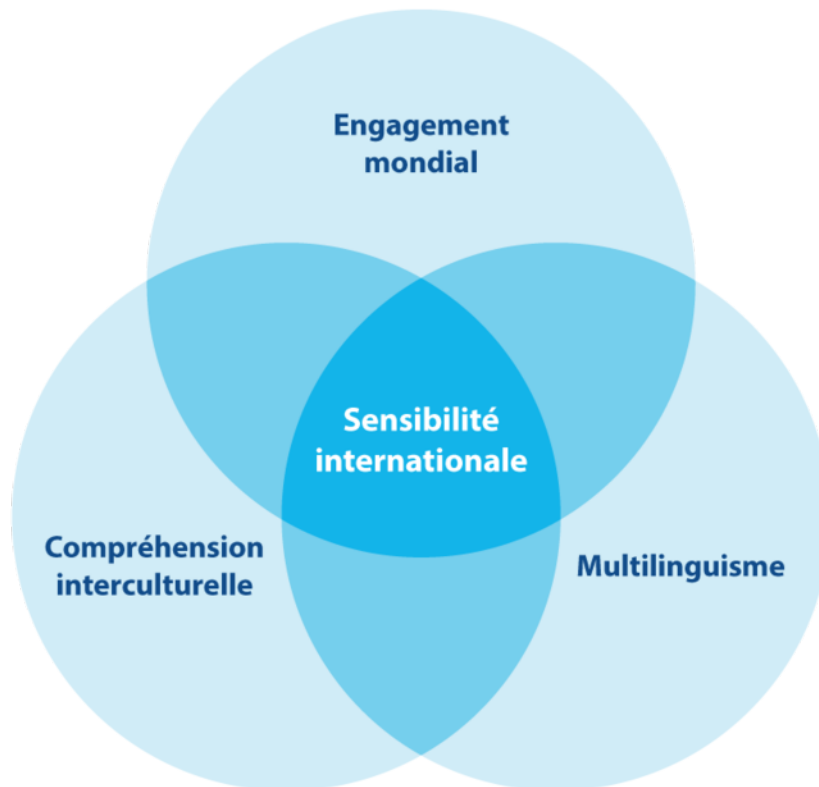 Engagement
mondial
Sensibilité
internationale
Compréhension
interculturelle
Multilinguisme